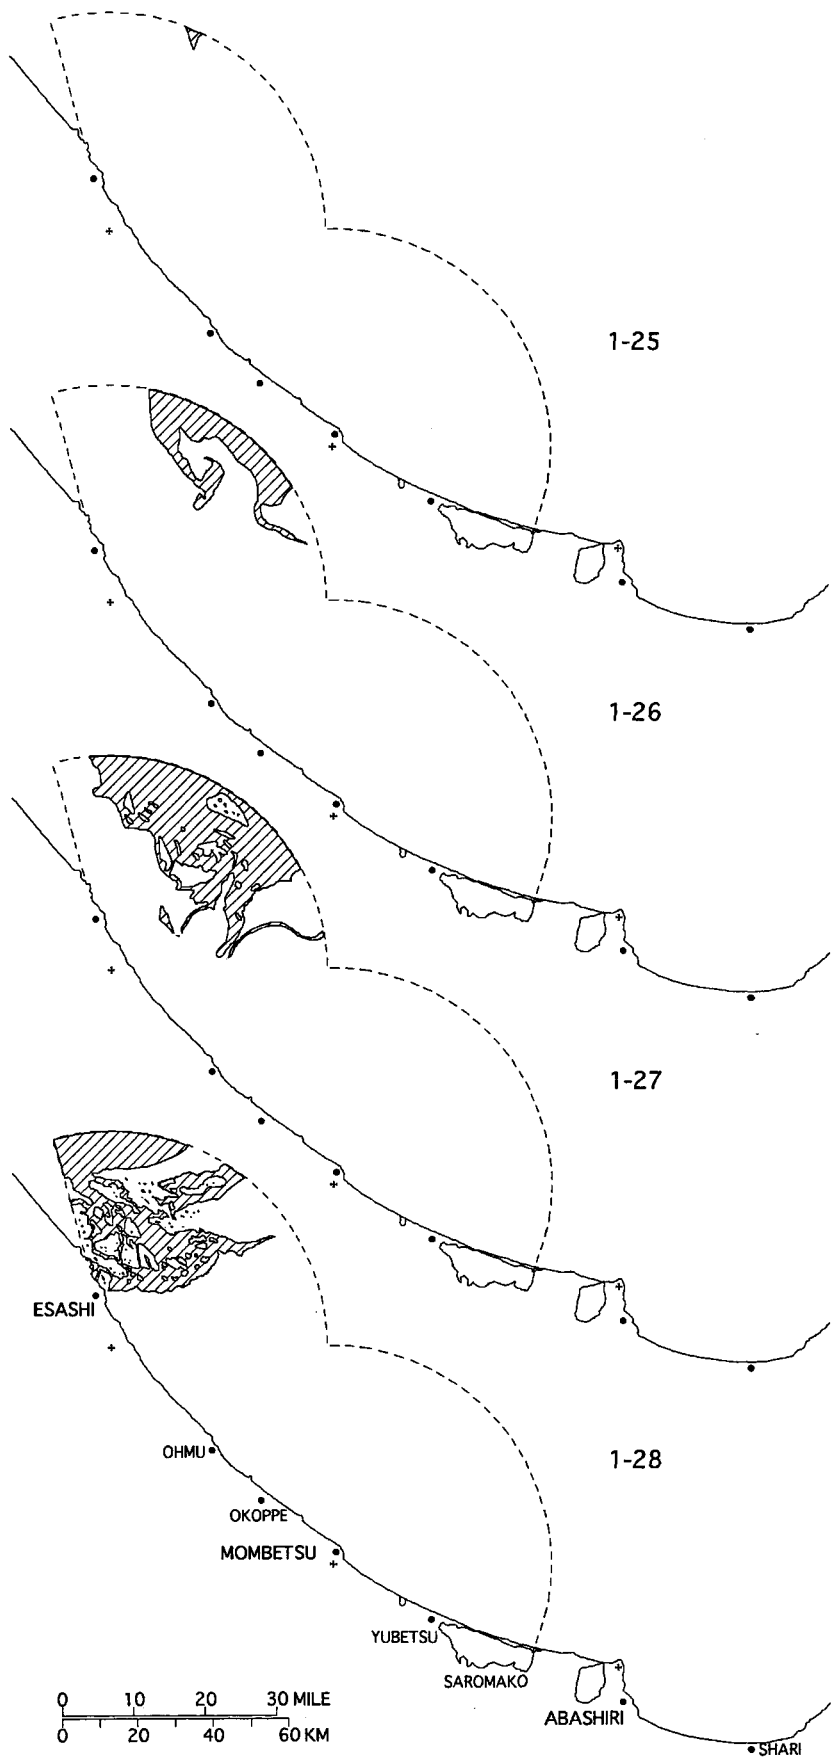 1-25
1-26
1-27
ESASHI
OHMU
1-28
OKOPPE
MOMBETSU
YUBETSU
SAROMAKO
ABASHIRI
SHARI
0 10 20 30 MILE
0 20 40 60 KM